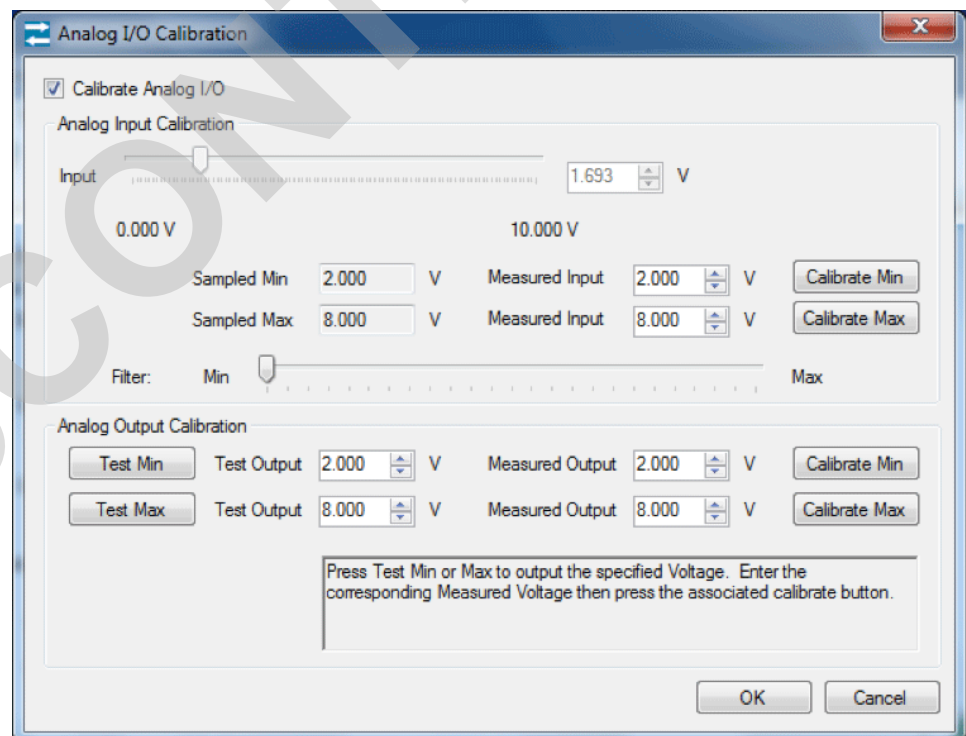 Analog I/O Calibration
Calibrate Analog I/O
Analog Input Calibration
Input 1.693 V
0.000 V 10.000 V
Sampled Min 2.000 V Measured Input 2.000 V Calibrate Min
Sampled Max 8.000 V Measured Input 8.000 V Calibrate Max
Filter: Min Max
Analog Output Calibration
Test Min Test Output 2.000 V Measured Output 2.000 V Calibrate Min
Test Max Test Output 8.000 V Measured Output 8.000 V Calibrate Max
Press Test Min or Max to output the specified Voltage. Enter the
corresponding Measured Voltage then press the associated calibrate button.
OK Cancel